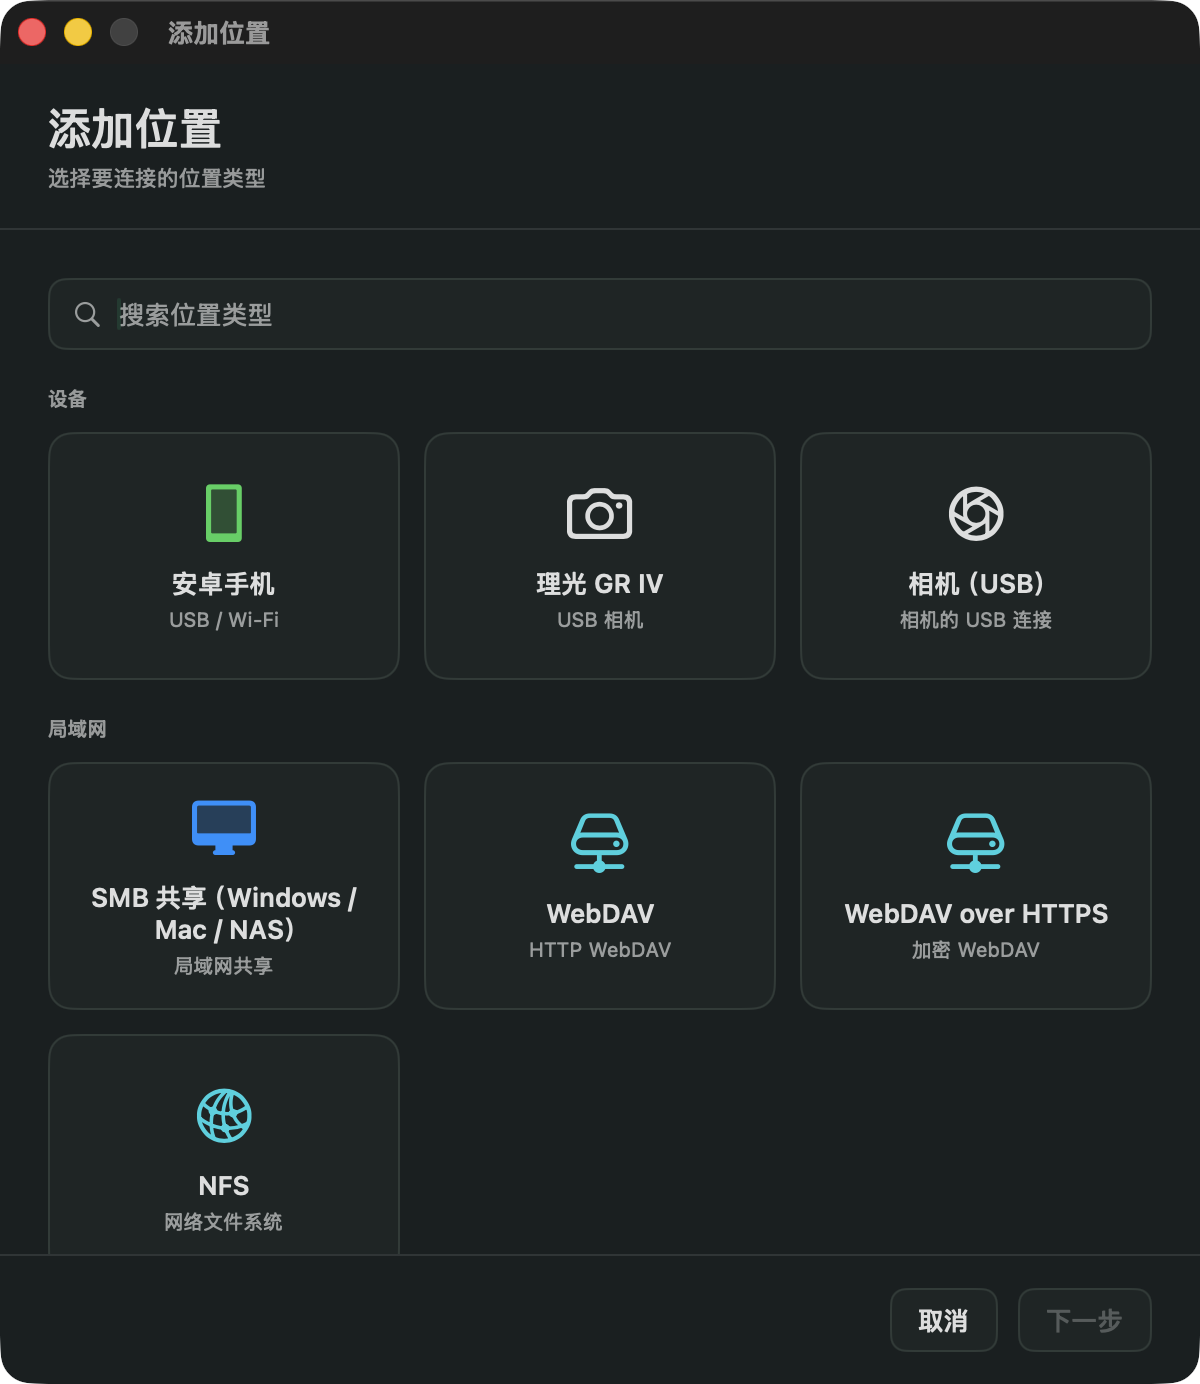 添加位置
添加位置
选择要连接的位置类型
搜索位置类型
设备
安卓手机
USB / Wi-Fi
理光 GR IV
USB 相机
相机（USB）
相机的 USB 连接
局域网
SMB 共享（Windows /
Mac / NAS）
局域网共享
WebDAV
HTTP WebDAV
WebDAV over HTTPS
加密 WebDAV
NFS
网络文件系统
取消
下一步